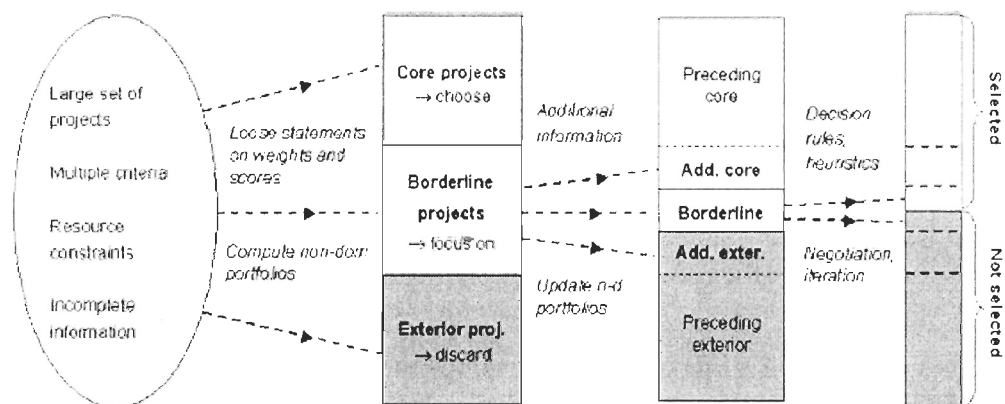 Large set of
projects
Multiple criteria
Resource
constraints
Incomplete
information
Loose statements
on weights and
scores
Compute non-dom
portfolios
Core projects
→ choose
Borderline
projects
→ focus on
Exterior proj.
→ discard
Additional
information
Update n-d
portfolios
Preceding
core
Add. core
Borderline
Add. exter.
Preceding
exterior
Decision
rules,
heuristics
Negotiation,
iteration
Selected
Not selected